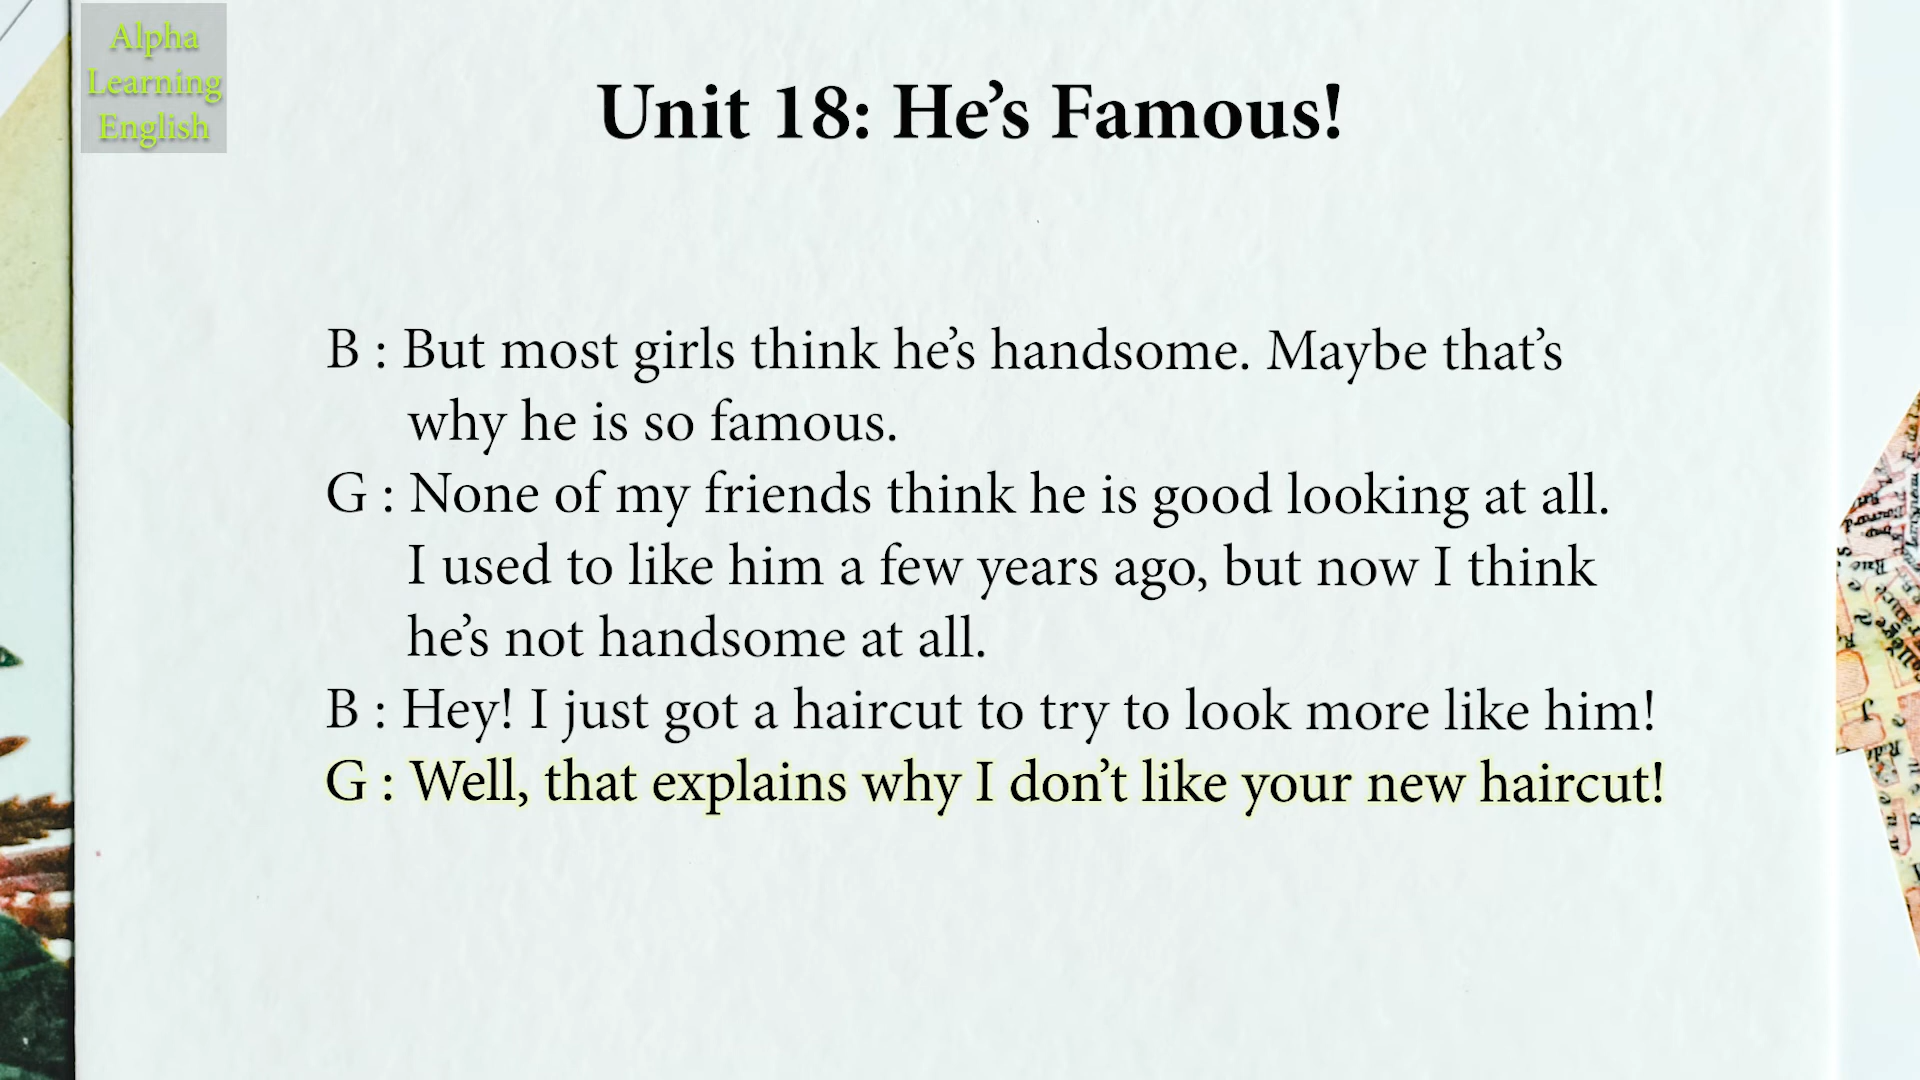 Alpha
Learning
English
Unit 18: He’s Famous!
B : But most girls think he’s handsome. Maybe that’s
why he is so famous.
G : None of my friends think he is good looking at all.
I used to like him a few years ago, but now I think
he’s not handsome at all.
B : Hey! I just got a haircut to try to look more like him!
G : Well, that explains why I don’t like your new haircut!